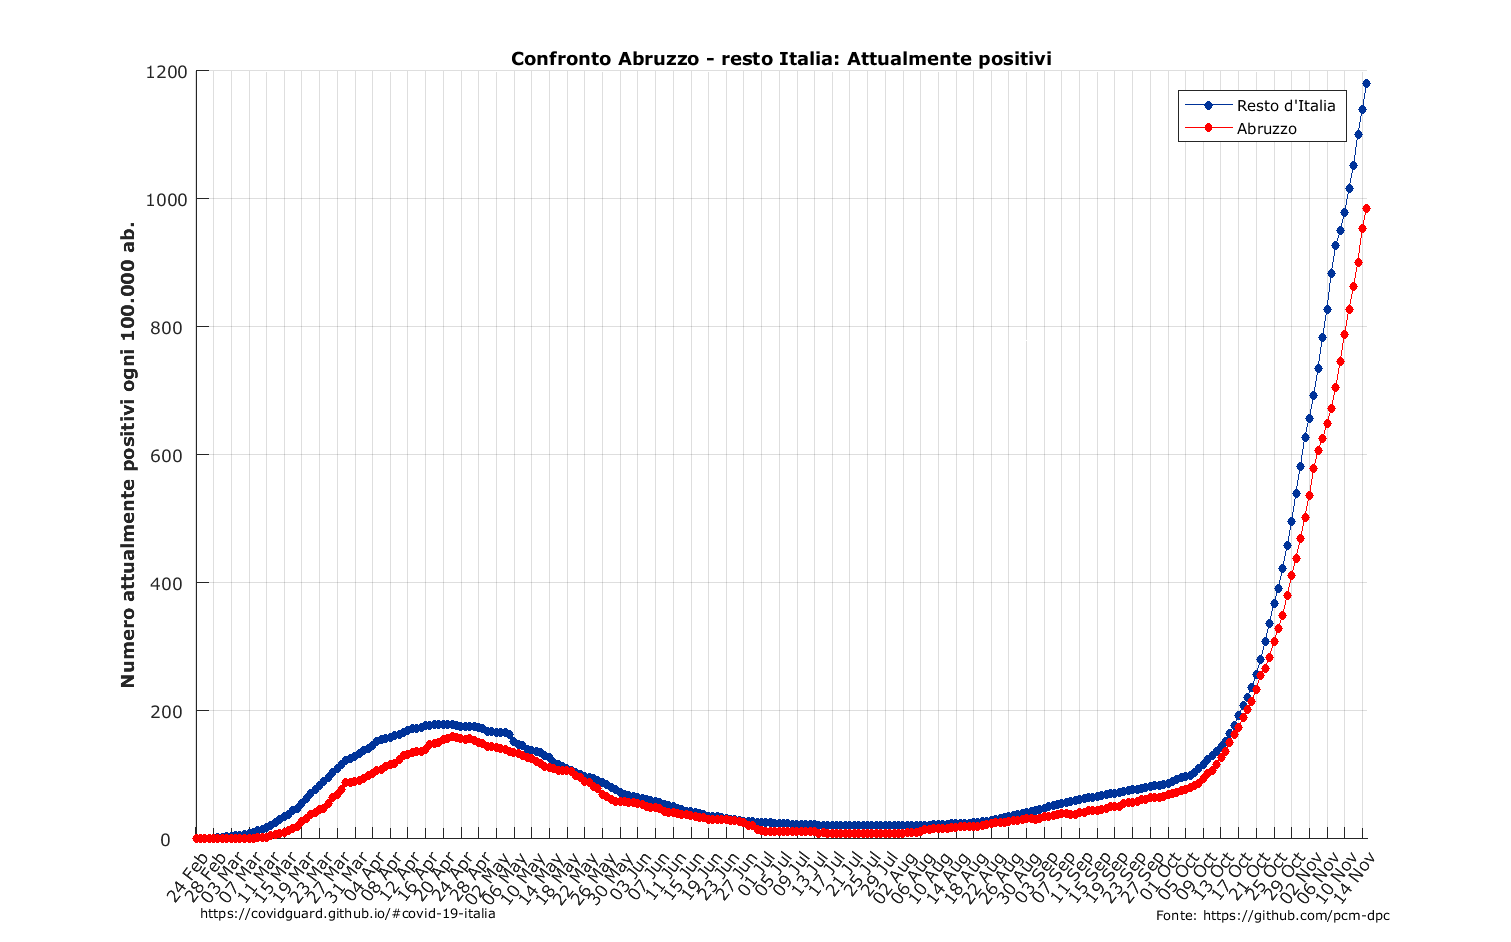 Confronto Abruzzo - resto Italia: Attualmente positivi
Numero attualmente positivi ogni 100.000 ab.
1200
1000
800
600
400
200
0
Resto d'Italia
Abruzzo
24 Feb
28 Feb
03 Mar
07 Mar
11 Mar
15 Mar
19 Mar
23 Mar
27 Mar
31 Mar
04 Apr
08 Apr
12 Apr
16 Apr
20 Apr
24 Apr
28 Apr
02 May
06 May
10 May
14 May
18 May
22 May
26 May
30 May
03 Jun
07 Jun
11 Jun
15 Jun
19 Jun
23 Jun
27 Jun
01 Jul
05 Jul
09 Jul
13 Jul
17 Jul
21 Jul
25 Jul
29 Jul
02 Aug
06 Aug
10 Aug
14 Aug
18 Aug
22 Aug
26 Aug
30 Aug
03 Sep
07 Sep
11 Sep
15 Sep
19 Sep
23 Sep
27 Sep
01 Oct
05 Oct
09 Oct
13 Oct
17 Oct
21 Oct
25 Oct
29 Oct
02 Nov
06 Nov
10 Nov
14 Nov
https://covidguard.github.io/#covid-19-italia
Fonte: https://github.com/pcm-dpc